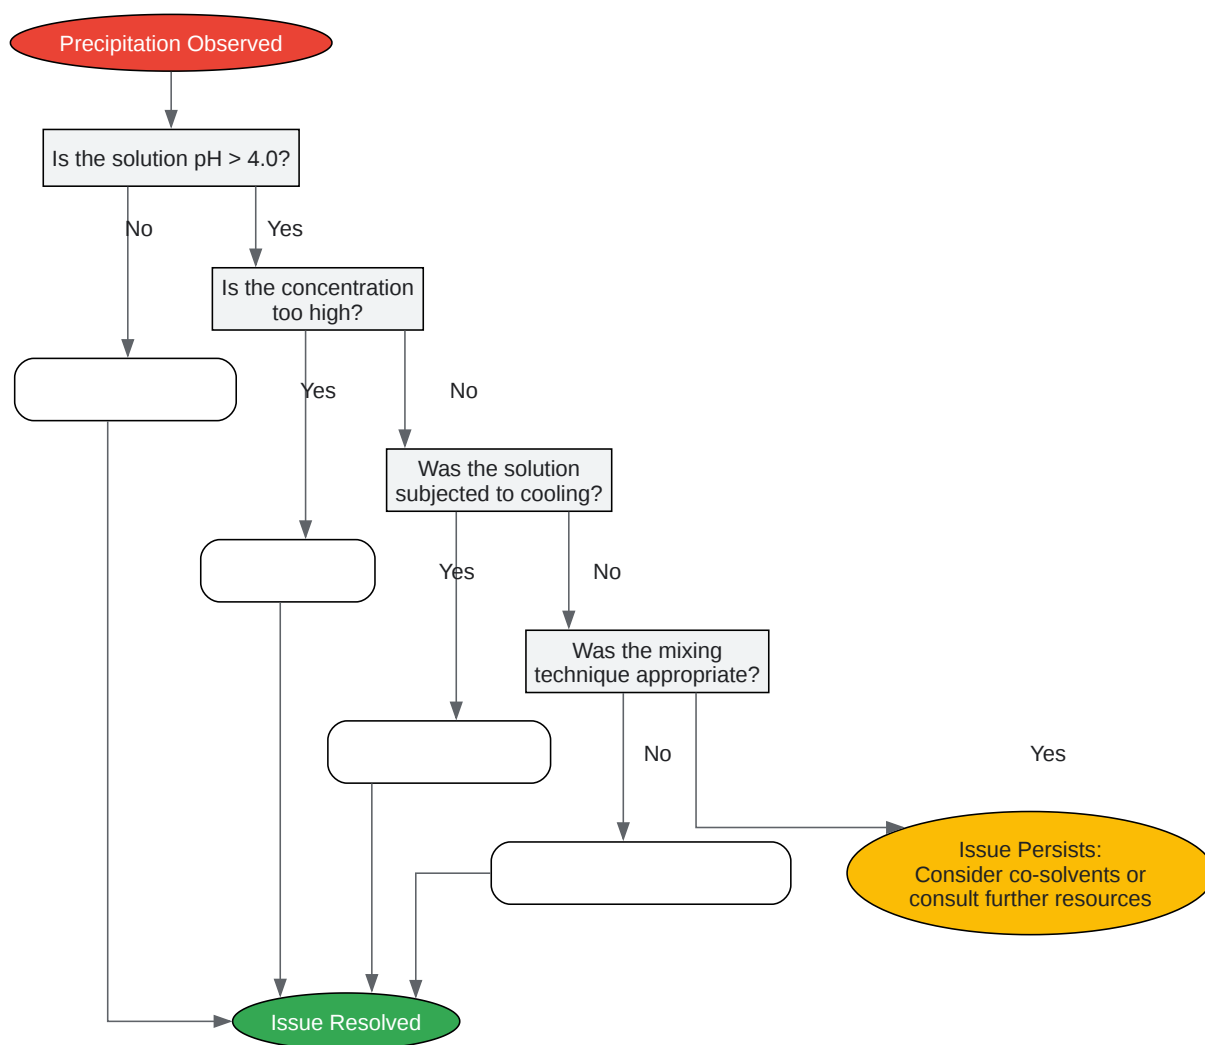 Precipitation Observed
Is the solution pH > 4.0?
No
Yes
Is the concentration
too high?
Yes
No
Was the solution
subjected to cooling?
Yes
No
Was the mixing
technique appropriate?
No
Yes
Issue Persists:
Consider co-solvents or
consult further resources
Issue Resolved